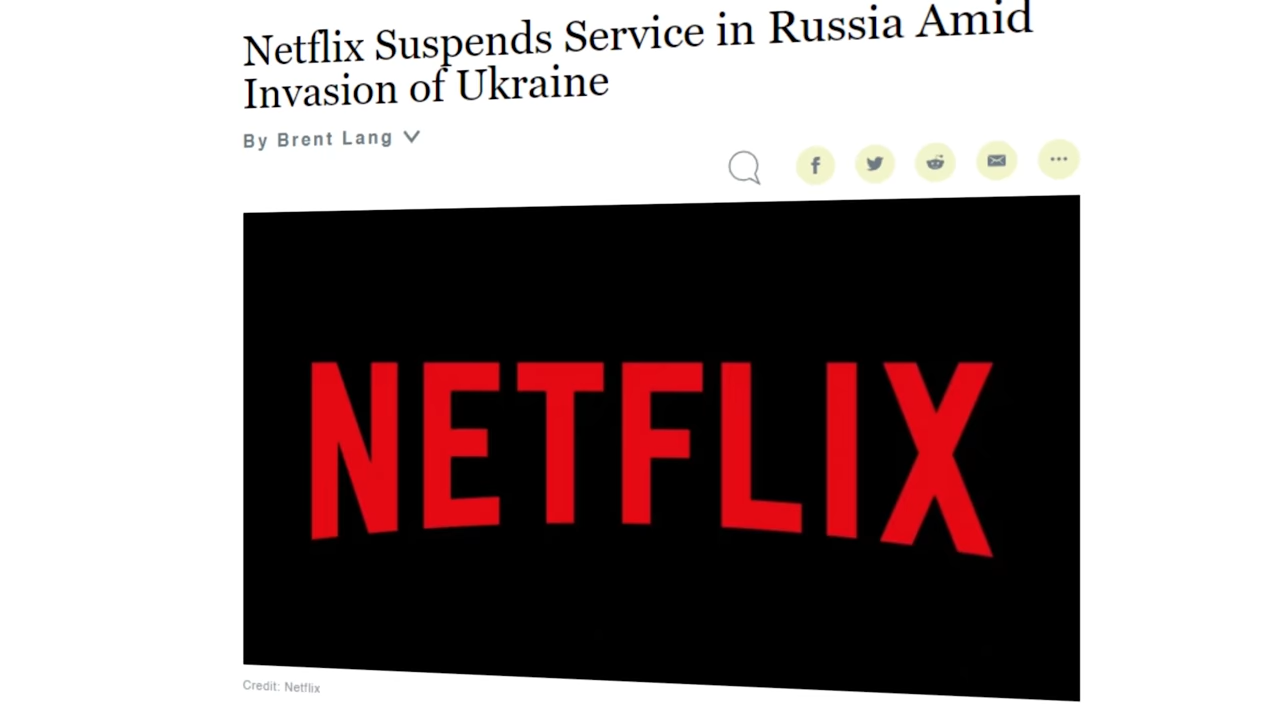 Netflix Suspends Service in Russia Amid
Invasion of Ukraine
By Brent Lang
NETFLIX
Credit: Netflix